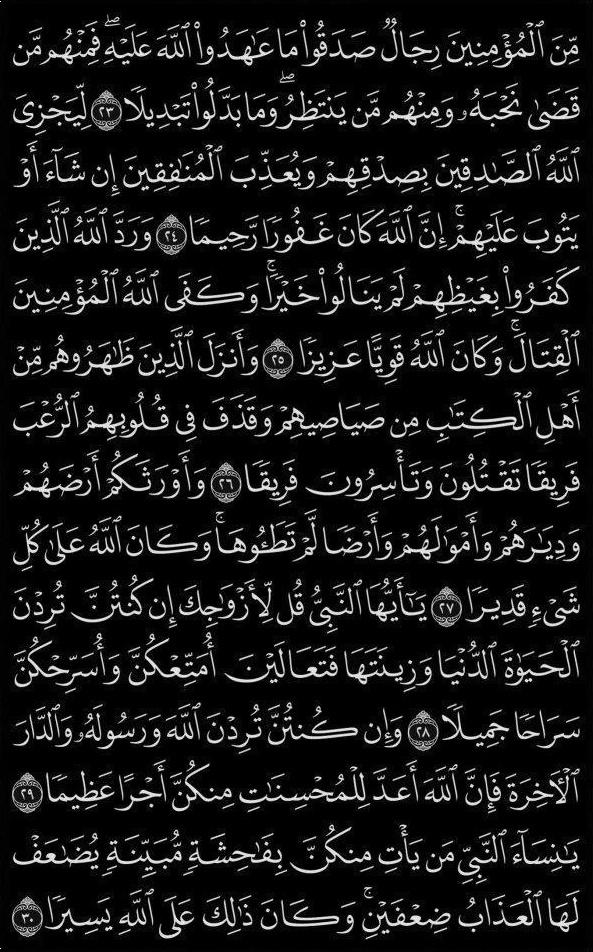 مِّنَ ٱلْمُؤْمِنِينَ رِجَالٌ صَدَقُوا۟ مَا عَٰهَدُوا۟ ٱللَّهَ عَلَيْهِ ۖ فَمِنْهُم مَّن
قَضَىٰ نَحْبَهُۥ وَمِنْهُم مَّن يَنتَظِرُ ۖ وَمَا بَدَّلُوا۟ تَبْدِيلًا ٢٣ لِّيَجْزِىَ
ٱللَّهُ ٱلصَّٰدِقِينَ بِصِدْقِهِمْ وَيُعَذِّبَ ٱلْمُنَٰفِقِينَ إِن شَآءَ أَوْ
يَتُوبَ عَلَيْهِمْ ۚ إِنَّ ٱللَّهَ كَانَ غَفُورًا رَّحِيمًا ٢٤ وَرَدَّ ٱللَّهُ ٱلَّذِينَ
كَفَرُوا۟ بِغَيْظِهِمْ لَمْ يَنَالُوا۟ خَيْرًا ۚ وَكَفَى ٱللَّهُ ٱلْمُؤْمِنِينَ
ٱلْقِتَالَ ۚ وَكَانَ ٱللَّهُ قَوِيًّا عَزِيزًا ٢٥ وَأَنزَلَ ٱلَّذِينَ ظَٰهَرُوهُم مِّنْ
أَهْلِ ٱلْكِتَٰبِ مِن صَيَاصِيهِمْ وَقَذَفَ فِى قُلُوبِهِمُ ٱلرُّعْبَ
فَرِيقًا تَقْتُلُونَ وَتَأْسِرُونَ فَرِيقًا ٢٦ وَأَوْرَثَكُمْ أَرْضَهُمْ
وَدِيَٰرَهُمْ وَأَمْوَٰلَهُمْ وَأَرْضًا لَّمْ تَطَـُٔوهَا ۚ وَكَانَ ٱللَّهُ عَلَىٰ كُلِّ
شَىْءٍ قَدِيرًا ٢٧ يَٰٓأَيُّهَا ٱلنَّبِىُّ قُل لِّأَزْوَٰجِكَ إِن كُنتُنَّ تُرِدْنَ
ٱلْحَيَوٰةَ ٱلدُّنْيَا وَزِينَتَهَا فَتَعَالَيْنَ أُمَتِّعْكُنَّ وَأُسَرِّحْكُنَّ
سَرَاحًا جَمِيلًا ٢٨ وَإِن كُنتُنَّ تُرِدْنَ ٱللَّهَ وَرَسُولَهُۥ وَٱلدَّارَ
ٱلْءَاخِرَةَ فَإِنَّ ٱللَّهَ أَعَدَّ لِلْمُحْسِنَٰتِ مِنكُنَّ أَجْرًا عَظِيمًا ٢٩
يَٰنِسَآءَ ٱلنَّبِىِّ مَن يَأْتِ مِنكُنَّ بِفَٰحِشَةٍ مُّبَيِّنَةٍ يُضَٰعَفْ
لَهَا ٱلْعَذَابُ ضِعْفَيْنِ ۚ وَكَانَ ذَٰلِكَ عَلَى ٱللَّهِ يَسِيرًا ٣٠